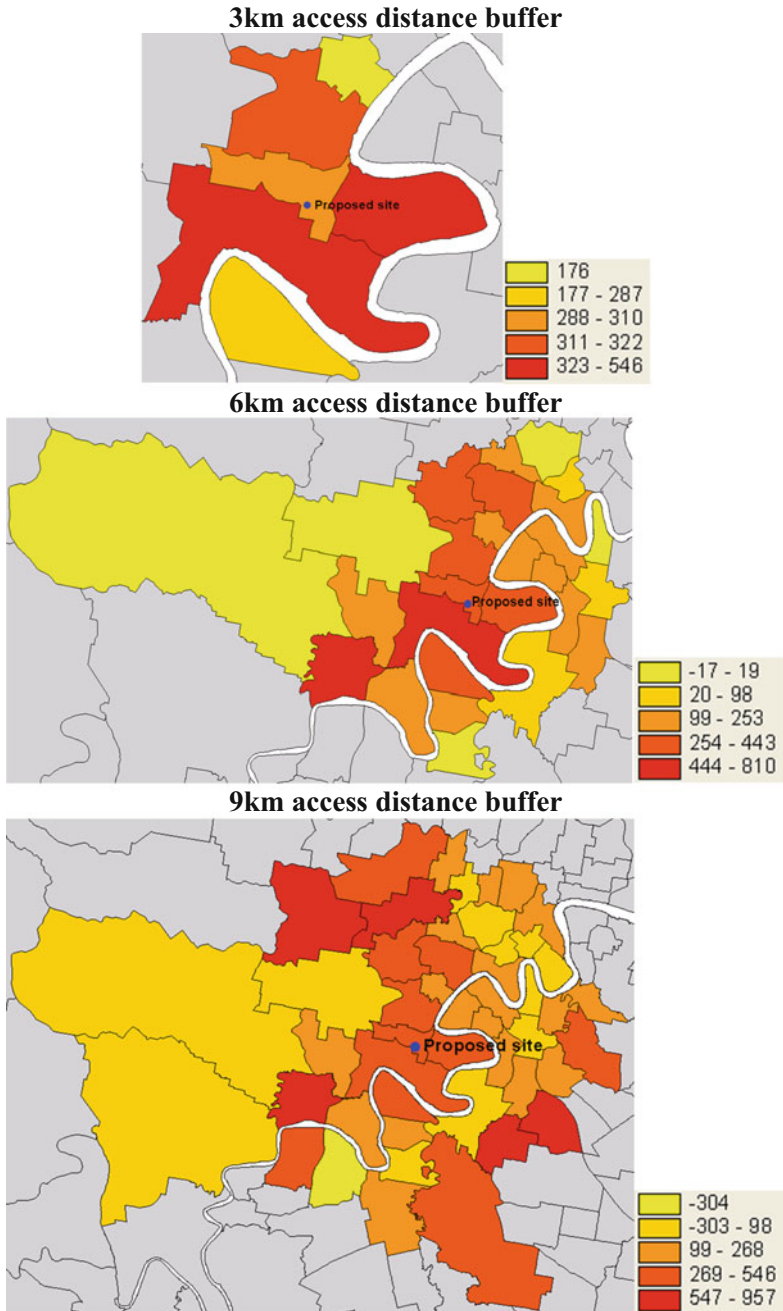 3km access distance buffer
Proposed site
176
177 - 287
288 - 310
311 - 322
323 - 546
6km access distance buffer
Proposed site
-17 - 19
20 - 98
99 - 253
254 - 443
444 - 810
9km access distance buffer
Proposed site
-304
-303 - 98
99 - 268
269 - 546
547 - 957